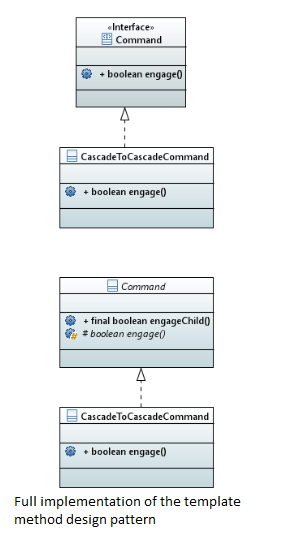 «Interface»
Command
+ boolean engage()
CascadeToCascadeCommand
+ boolean engage()
Command
+ final boolean engageChild()
# boolean engage()
CascadeToCascadeCommand
+ boolean engage()
Full implementation of the template
method design pattern